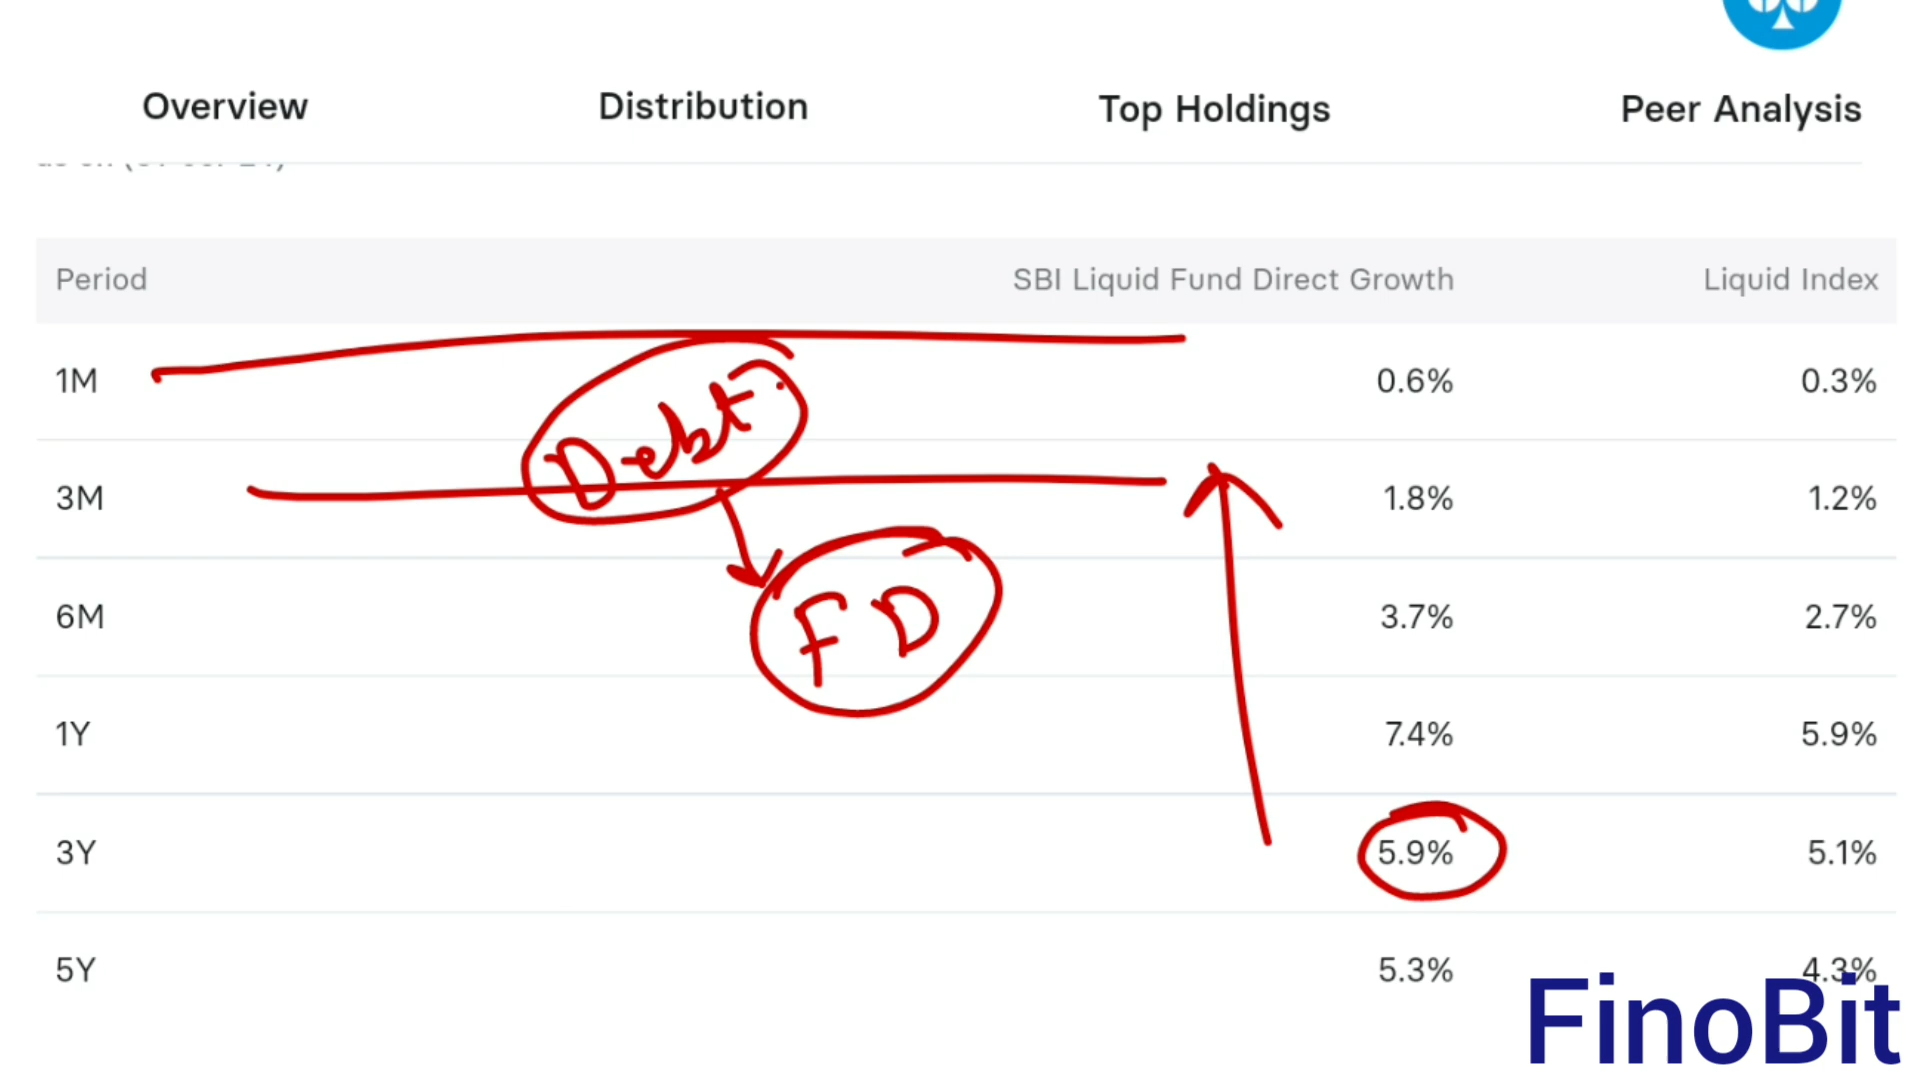 Overview Distribution Top Holdings Peer Analysis
Period SBI Liquid Fund Direct Growth Liquid Index
1M 0.6% 0.3%
Debt
3M 1.8% 1.2%
FD
6M 3.7% 2.7%
1Y 7.4% 5.9%
3Y 5.9% 5.1%
5Y 5.3% 4.3%
FinoBit